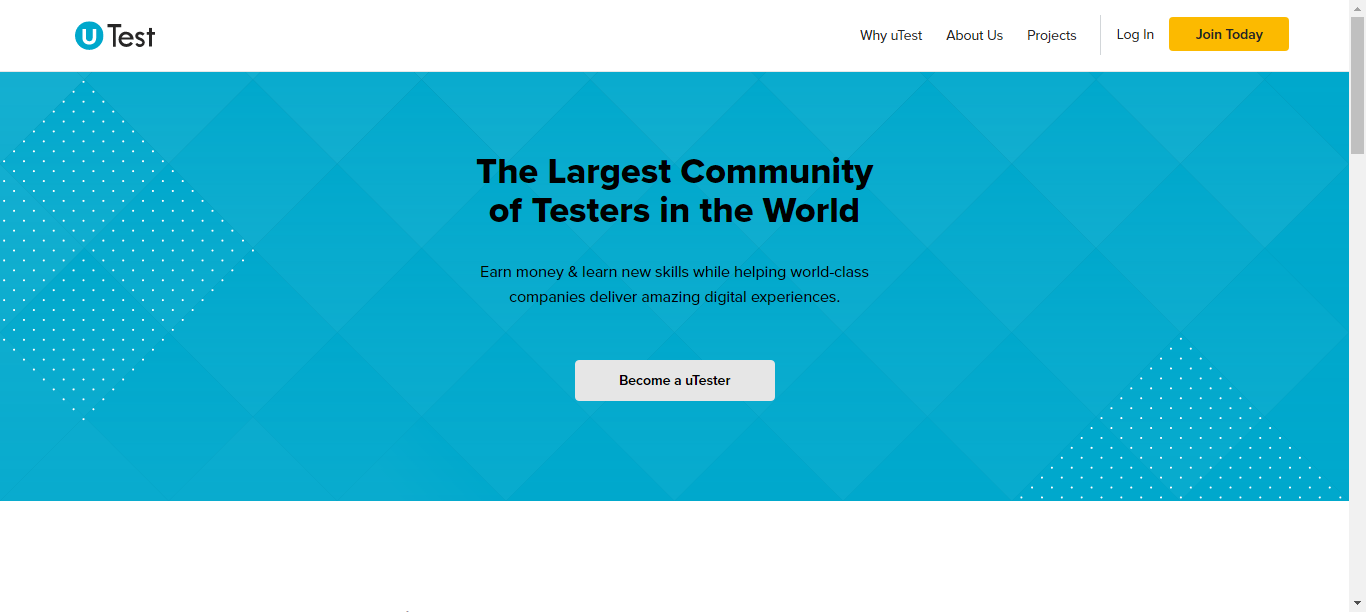 uTest
Why uTest
About Us
Projects
Log In
Join Today
The Largest Community
of Testers in the World
Earn money & learn new skills while helping world-class
companies deliver amazing digital experiences.
Become a uTester